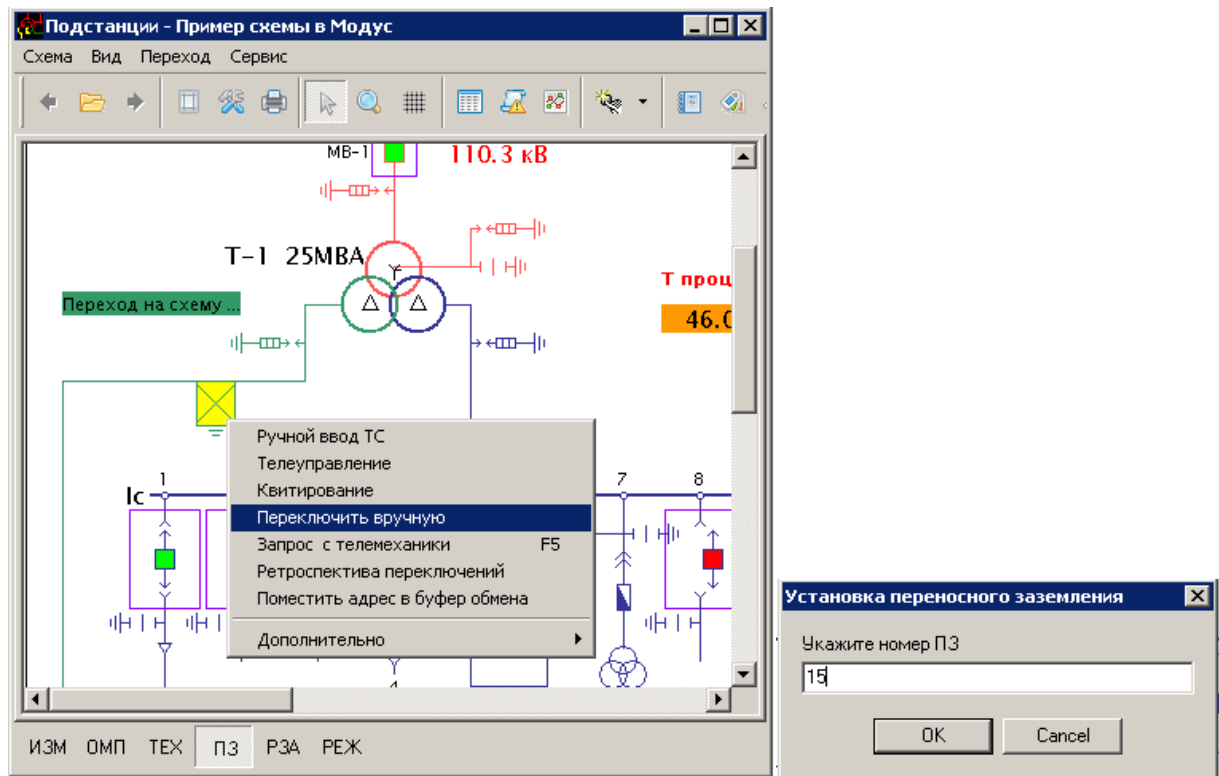 Подстанции - Пример схемы в Модус
Схема Вид Переход Сервис
МВ-1
110.3 кВ
Т-1 25МВА
Т проц
Переход на схему ...
46.0
Ручной ввод ТС
Телеуправление
Квитирование
Переключить вручную
Запрос с телемеханики F5
Ретроспектива переключений
Поместить адрес в буфер обмена
Дополнительно
Iс
1
7
8
ИЗМ ОМП ТЕХ ПЗ РЗА РЕЖ
Установка переносного заземления
Укажите номер ПЗ
15
OK Cancel